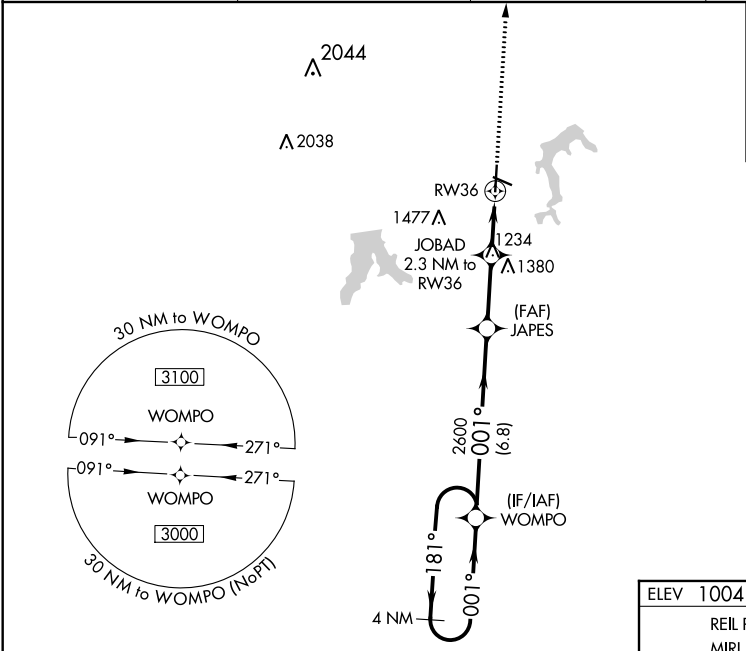 2044
2038
RW36
1477
JOBAD
2.3 NM to
RW36
1234
1380
(FAF)
JAPES
30 NM to WOMPO
3100
WOMPO
091°
271°
091°
271°
WOMPO
3000
30 NM to WOMPO (NoPT)
2600
001°
(6.8)
(IF/IAF)
WOMPO
181°
001°
4 NM
ELEV 1004
REIL
MIRL